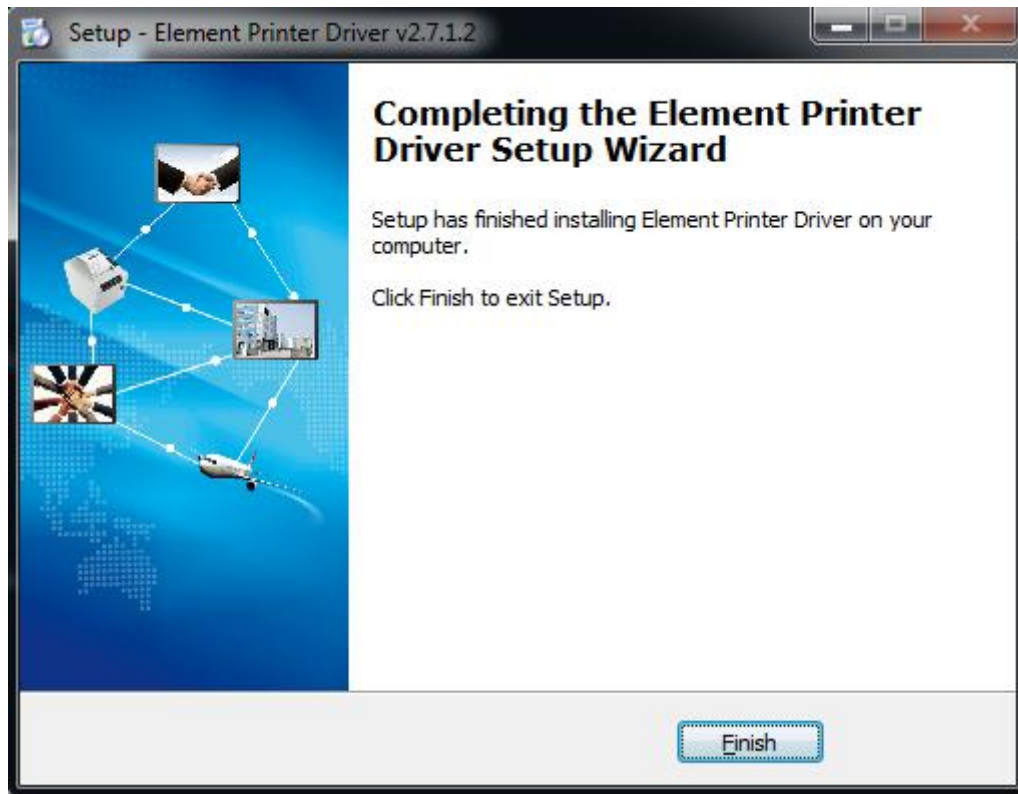 Setup - Element Printer Driver v2.7.1.2
Completing the Element Printer
Driver Setup Wizard
Setup has finished installing Element Printer Driver on your
computer.
Click Finish to exit Setup.
Finish